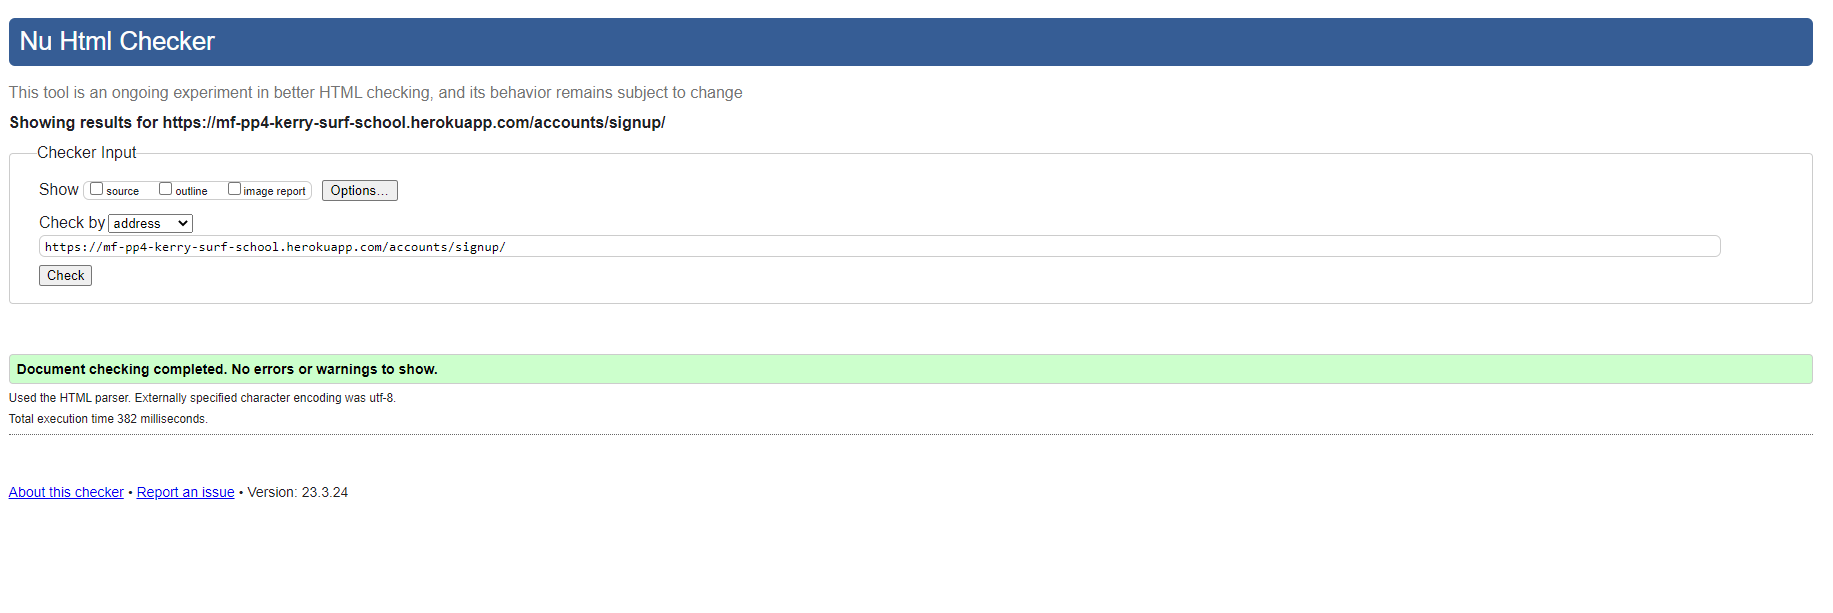 Nu Html Checker
This tool is an ongoing experiment in better HTML checking, and its behavior remains subject to change
Showing results for https://mf-pp4-kerry-surf-school.herokuapp.com/accounts/signup/
Checker Input
Show source outline image report Options...
Check by address
https://mf-pp4-kerry-surf-school.herokuapp.com/accounts/signup/
Check
Document checking completed. No errors or warnings to show.
Used the HTML parser. Externally specified character encoding was utf-8.
Total execution time 382 milliseconds.
About this checker • Report an issue • Version: 23.3.24